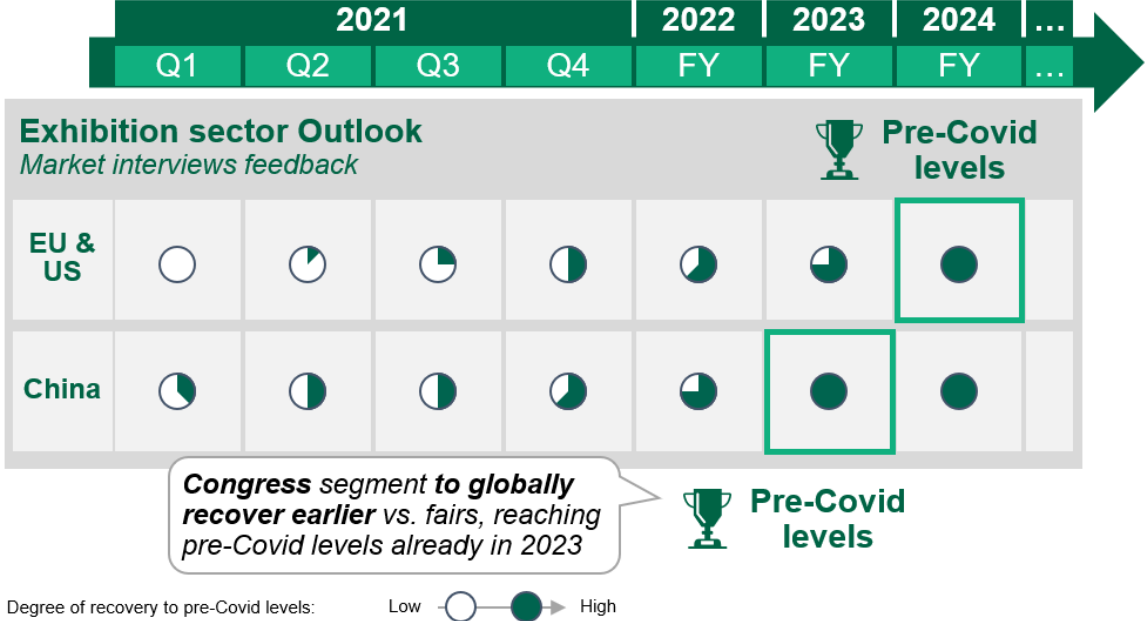 2021 2022 2023 2024 ...
Q1 Q2 Q3 Q4 FY FY FY ...
Exhibition sector Outlook
Market interviews feedback
Pre-Covid
levels
EU &
US
China
Congress segment to globally
recover earlier vs. fairs, reaching
pre-Covid levels already in 2023
Pre-Covid
levels
Degree of recovery to pre-Covid levels: Low High